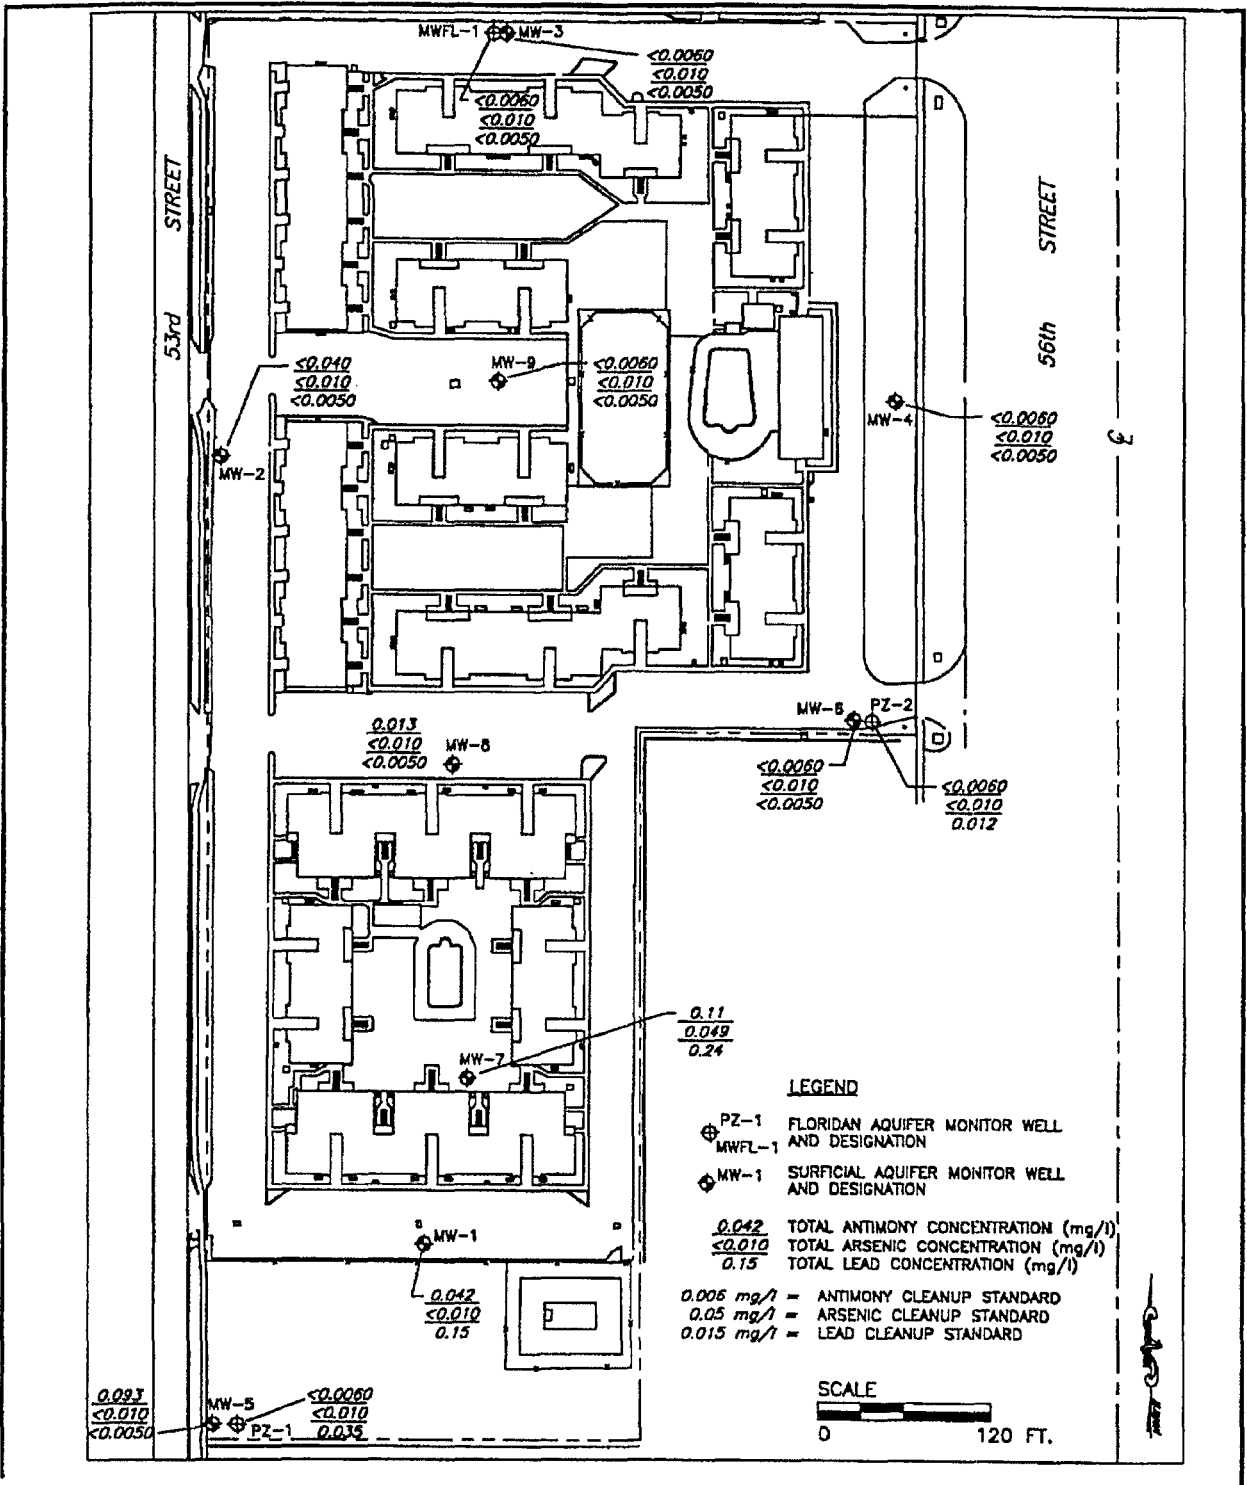 MWFL-1 MW-3
<0.0060
<0.010
<0.0050
<0.0060
<0.010
<0.0050
53rd STREET
56th STREET
<0.040
<0.010
<0.0050
MW-2
MW-9
<0.0060
<0.010
<0.0050
MW-4
<0.0060
<0.010
<0.0050
MW-6 PZ-2
<0.0060
<0.010
<0.0050
<0.0060
<0.010
0.012
0.013
<0.010
<0.0050
MW-8
0.11
0.049
0.24
MW-7
LEGEND
PZ-1
MWFL-1
FLORIDAN AQUIFER MONITOR WELL
AND DESIGNATION
MW-1
SURFICIAL AQUIFER MONITOR WELL
AND DESIGNATION
0.042 TOTAL ANTIMONY CONCENTRATION (mg/l)
<0.010 TOTAL ARSENIC CONCENTRATION (mg/l)
0.15 TOTAL LEAD CONCENTRATION (mg/l)
0.006 mg/l = ANTIMONY CLEANUP STANDARD
0.05 mg/l = ARSENIC CLEANUP STANDARD
0.015 mg/l = LEAD CLEANUP STANDARD
MW-1
0.042
<0.010
0.15
0.093
<0.010
<0.0050
MW-5
PZ-1
<0.0060
<0.010
0.035
SCALE
0 120 FT.